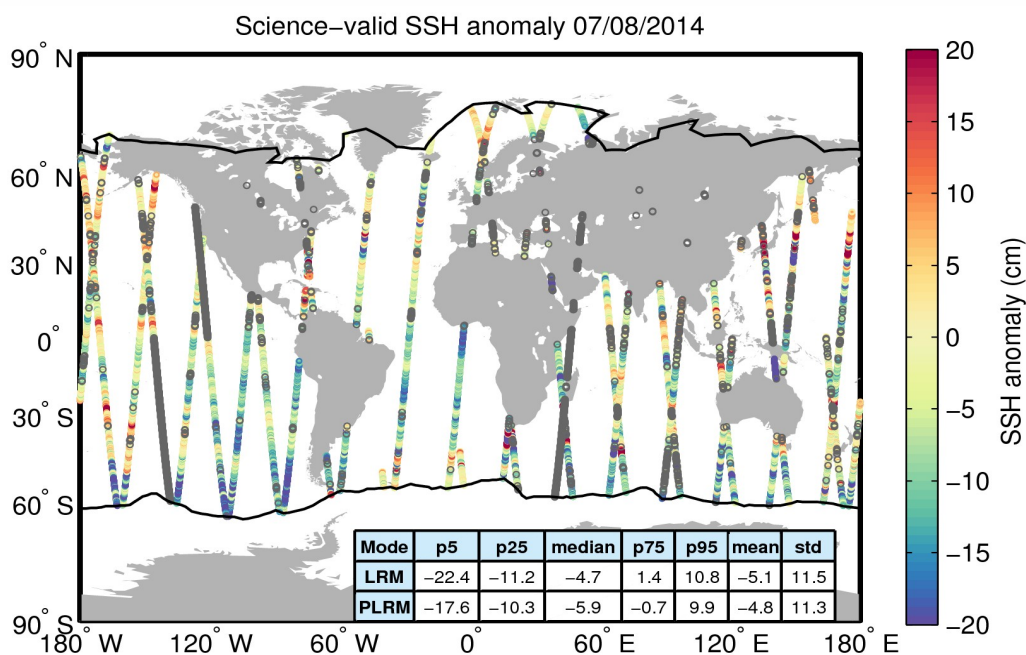 Science−valid SSH anomaly 07/08/2014
90° N
60° N
30° N
0°
30° S
60° S
90° S
180° W 120° W 60° W 0° 60° E 120° E 180° E
20
15
10
5
0
−5
−10
−15
−20
SSH anomaly (cm)
Mode p5 p25 median p75 p95 mean std
LRM −22.4 −11.2 −4.7 1.4 10.8 −5.1 11.5
PLRM −17.6 −10.3 −5.9 −0.7 9.9 −4.8 11.3